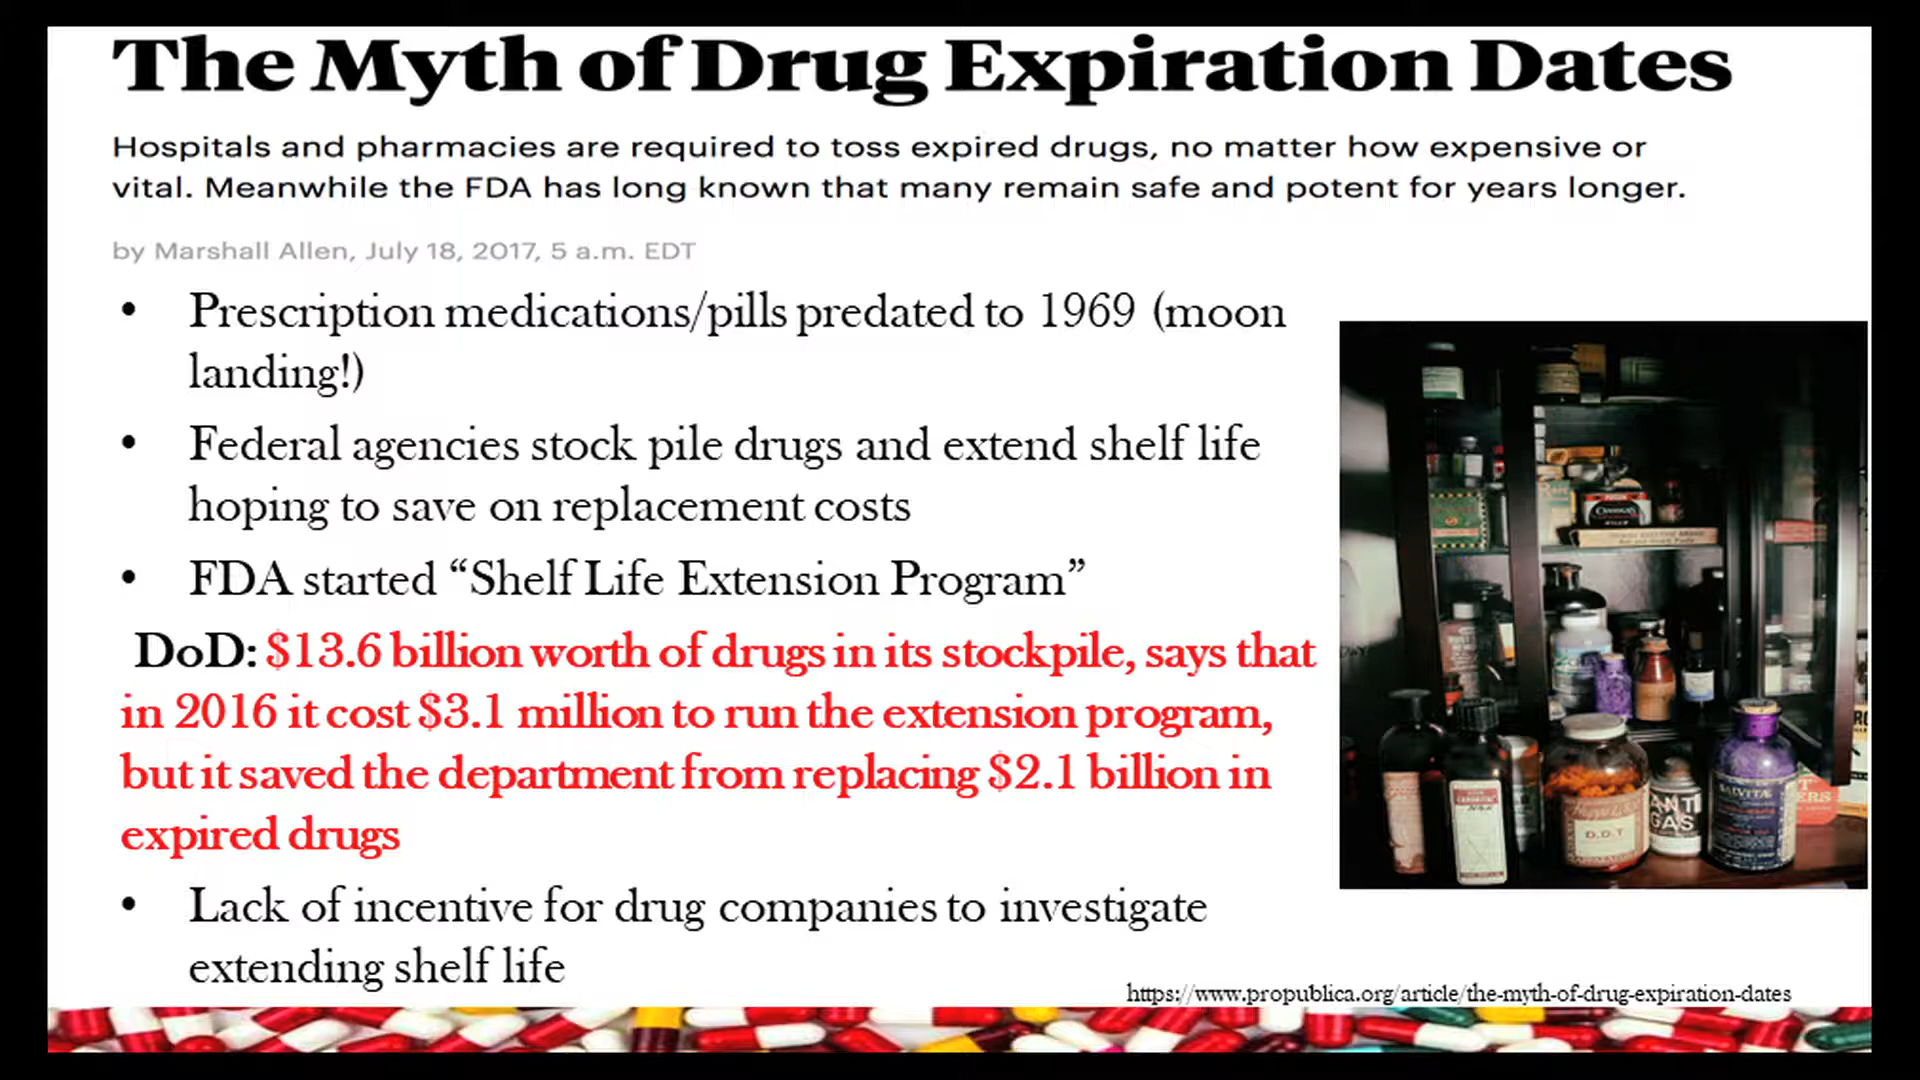 The Myth of Drug Expiration Dates
Hospitals and pharmacies are required to toss expired drugs, no matter how expensive or
vital. Meanwhile the FDA has long known that many remain safe and potent for years longer.
by Marshall Allen, July 18, 2017, 5 a.m. EDT
• Prescription medications/pills predated to 1969 (moon
landing!)
• Federal agencies stock pile drugs and extend shelf life
hoping to save on replacement costs
• FDA started “Shelf Life Extension Program”
DoD: $13.6 billion worth of drugs in its stockpile, says that
in 2016 it cost $3.1 million to run the extension program,
but it saved the department from replacing $2.1 billion in
expired drugs
• Lack of incentive for drug companies to investigate
extending shelf life
https://www.propublica.org/article/the-myth-of-drug-expiration-dates
D.D.T
ANT
GAS
SALVITÆ